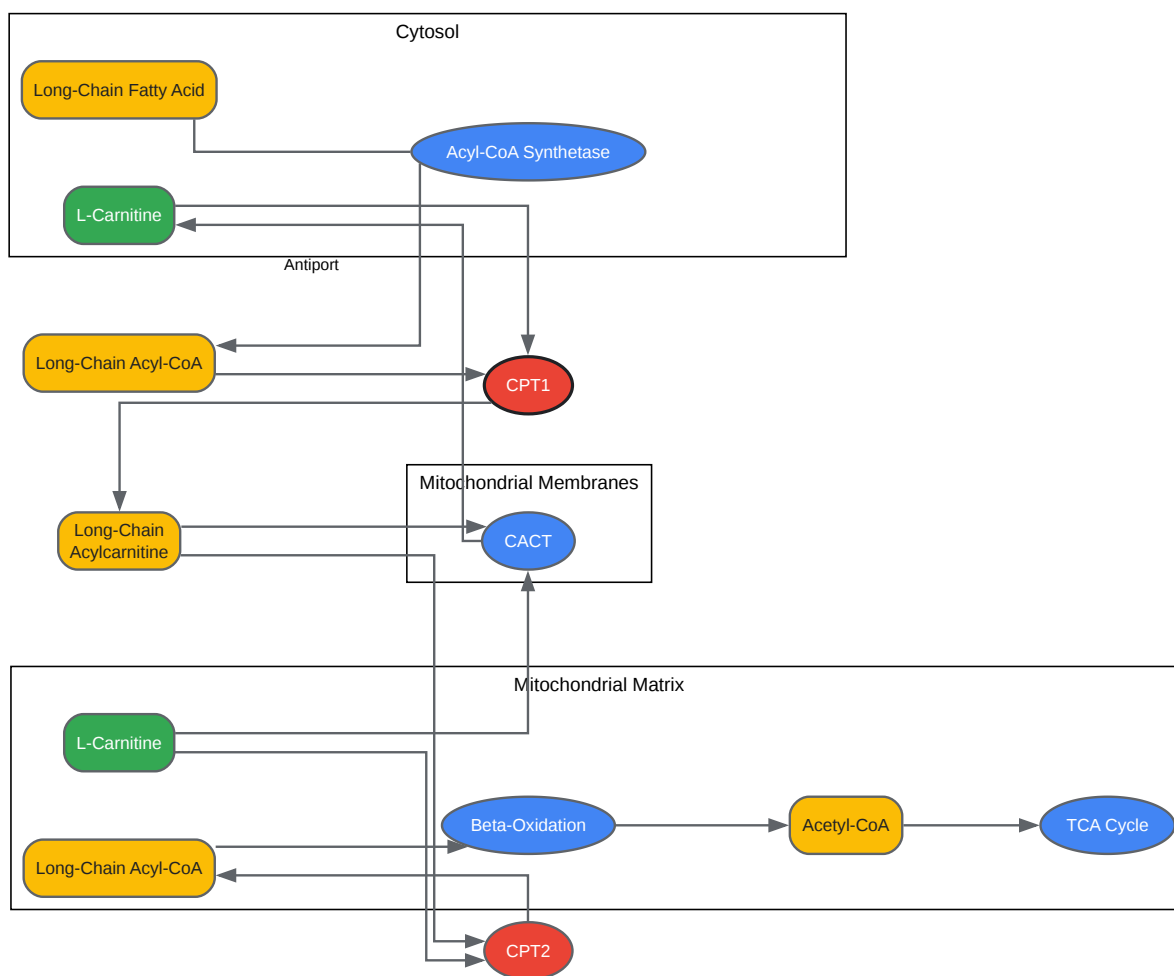 Cytosol
Long-Chain Fatty Acid
Acyl-CoA Synthetase
L-Carnitine
Antiport
Long-Chain Acyl-CoA
CPT1
Mitochondrial Membranes
Long-Chain
Acylcarnitine
CACT
Mitochondrial Matrix
L-Carnitine
Beta-Oxidation
Acetyl-CoA
TCA Cycle
Long-Chain Acyl-CoA
CPT2